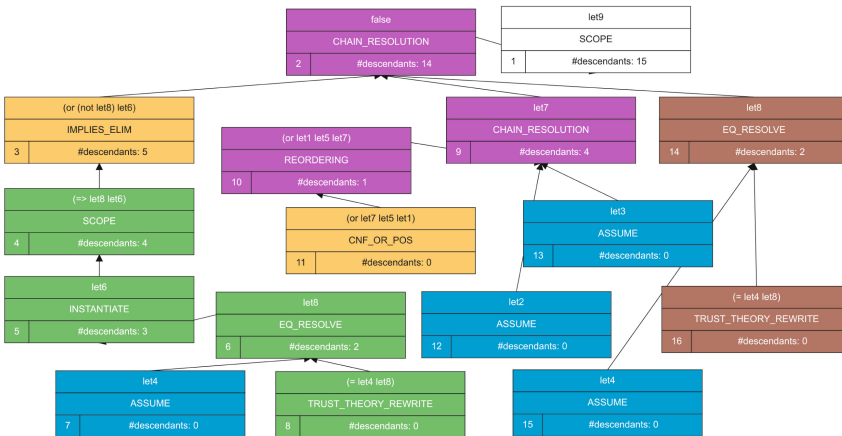 false
CHAIN_RESOLUTION
2 #descendants: 14
let9
SCOPE
1 #descendants: 15
(or (not let8) let6)
IMPLIES_ELIM
3 #descendants: 5
let7
CHAIN_RESOLUTION
9 #descendants: 4
let8
EQ_RESOLVE
14 #descendants: 2
(or let1 let5 let7)
REORDERING
10 #descendants: 1
(=> let8 let6)
SCOPE
4 #descendants: 4
let3
ASSUME
13 #descendants: 0
(or let7 let5 let1)
CNF_OR_POS
11 #descendants: 0
let6
INSTANTIATE
5 #descendants: 3
let8
EQ_RESOLVE
6 #descendants: 2
let2
ASSUME
12 #descendants: 0
(= let4 let8)
TRUST_THEORY_REWRITE
16 #descendants: 0
let4
ASSUME
7 #descendants: 0
(= let4 let8)
TRUST_THEORY_REWRITE
8 #descendants: 0
let4
ASSUME
15 #descendants: 0